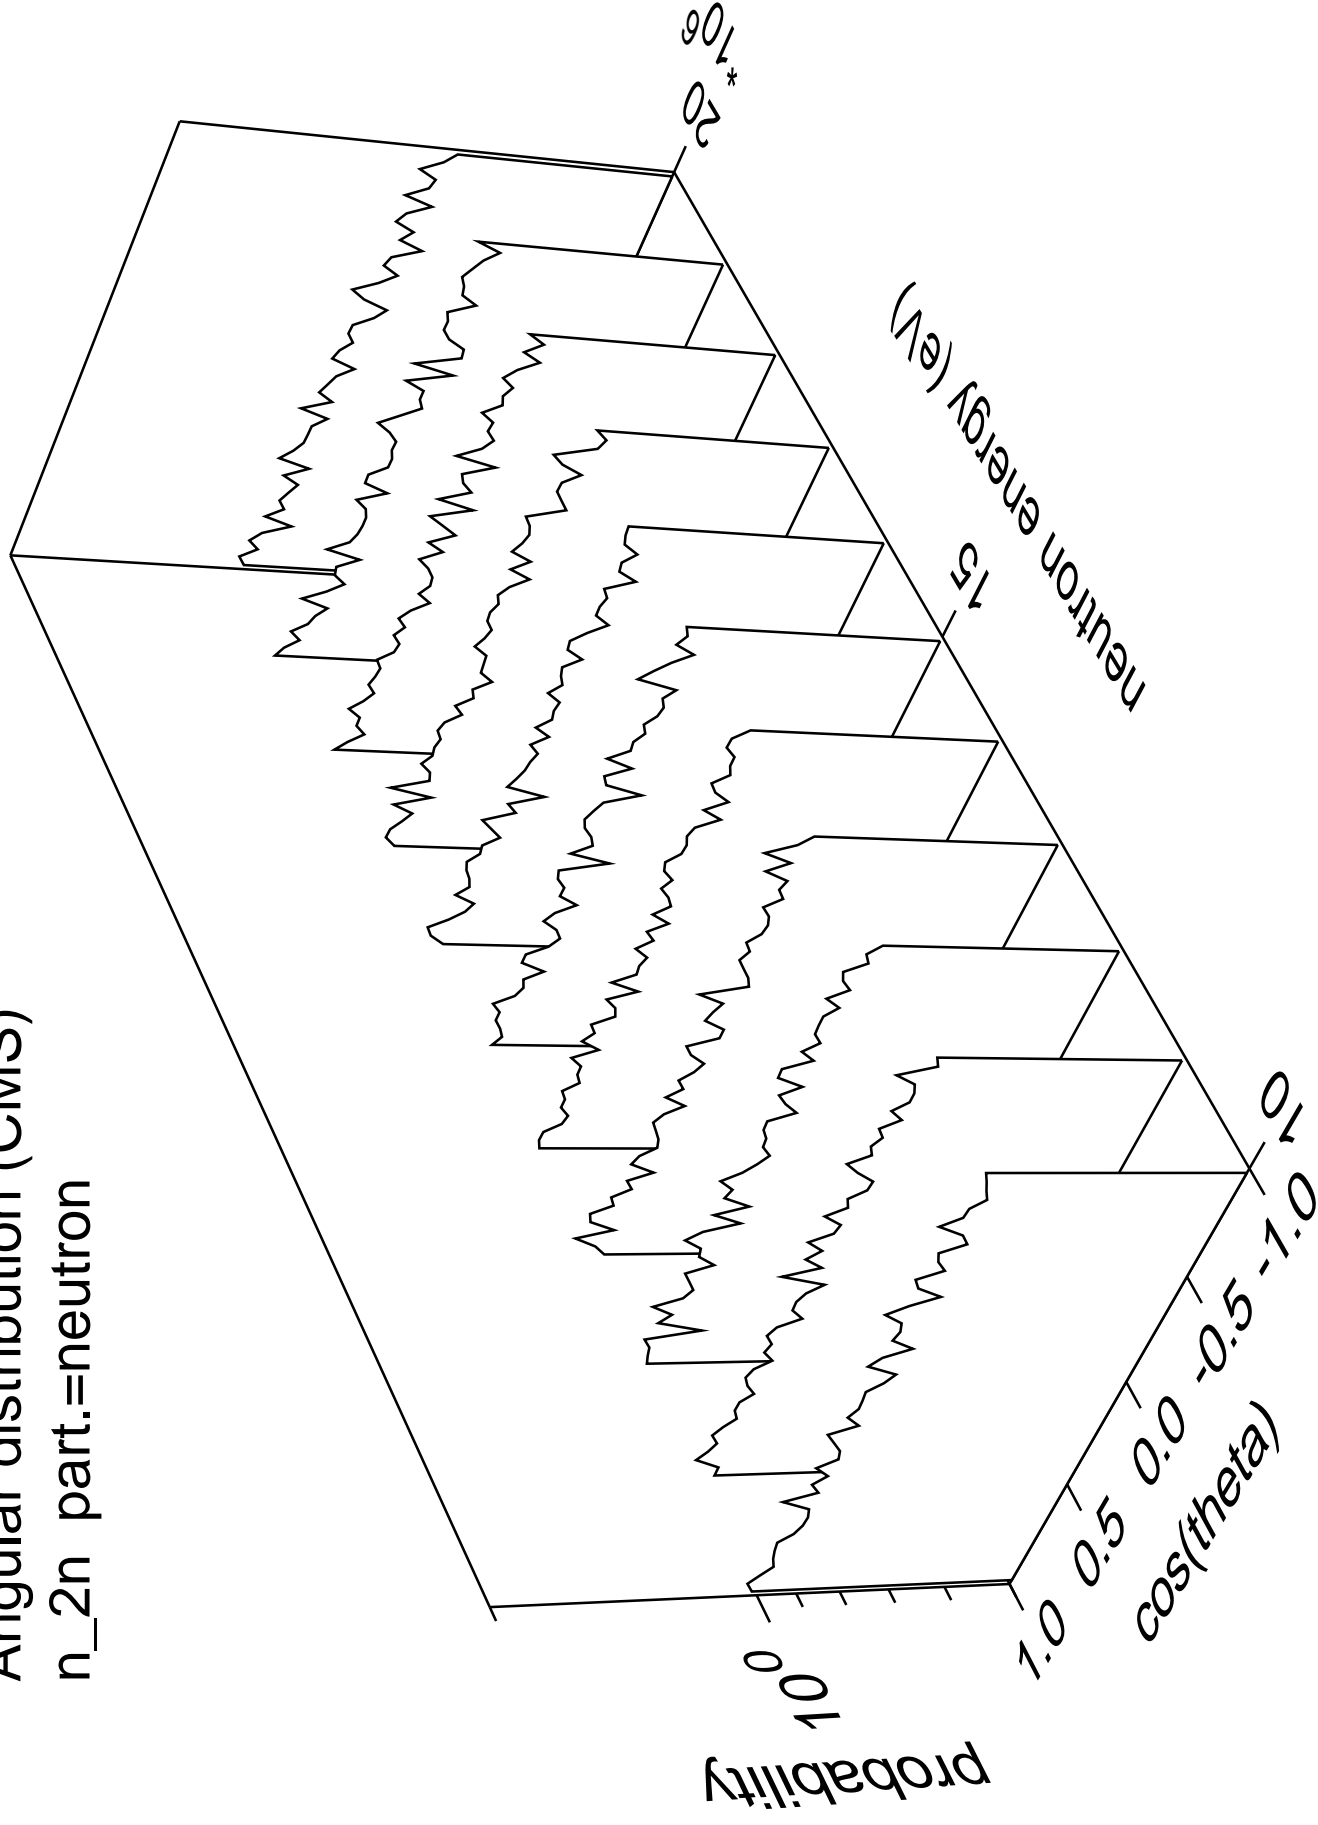 Angular distribution (CMS)
n_2n part.=neutron
probability
10^0
1.0 0.5 0.0 -0.5 -1.0
cos(theta)
10 15 20 *10^6
neutron energy (eV)